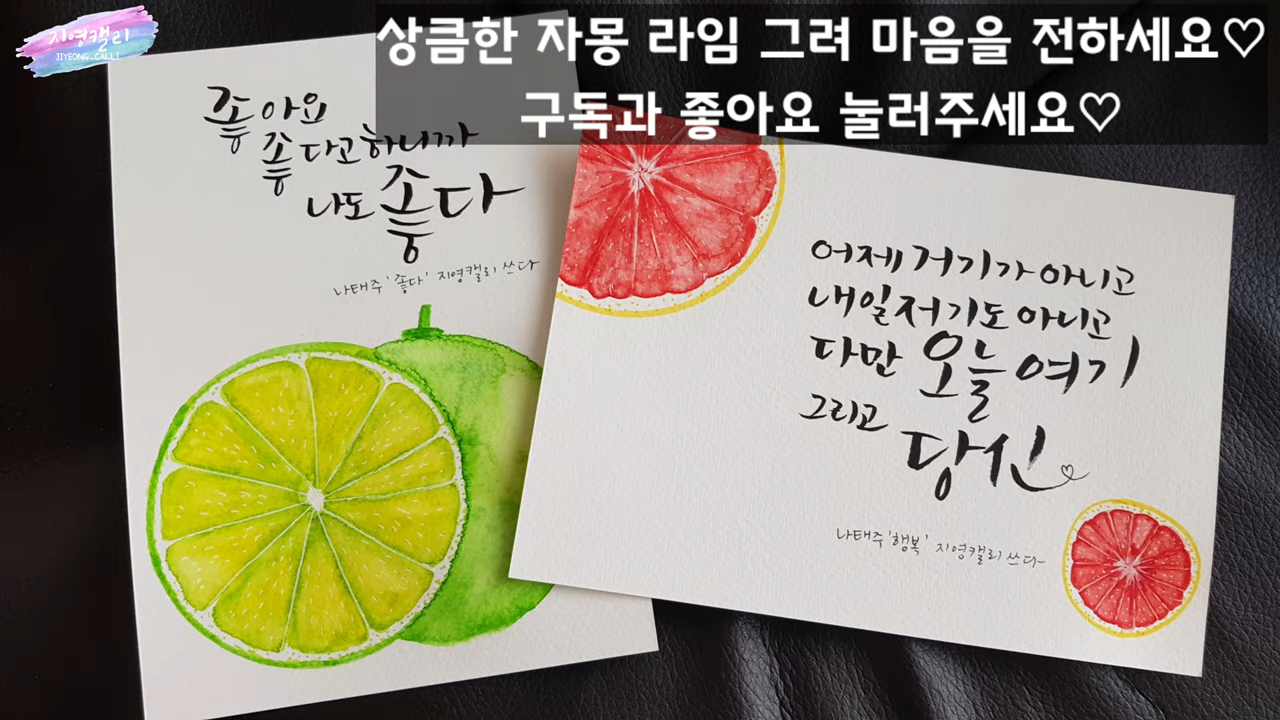 지영캘리
JIYEONG_CALLI
상큼한 자몽 라임 그려 마음을 전하세요♡
구독과 좋아요 눌러주세요♡
좋아요
좋다고하니까
나도 좋다
나태주 '좋다' 지영캘리 쓰다
어제 거기가 아니고
내일 저기도 아니고
다만 오늘 여기
그리고
당신
나태주 '행복' 지영캘리 쓰다